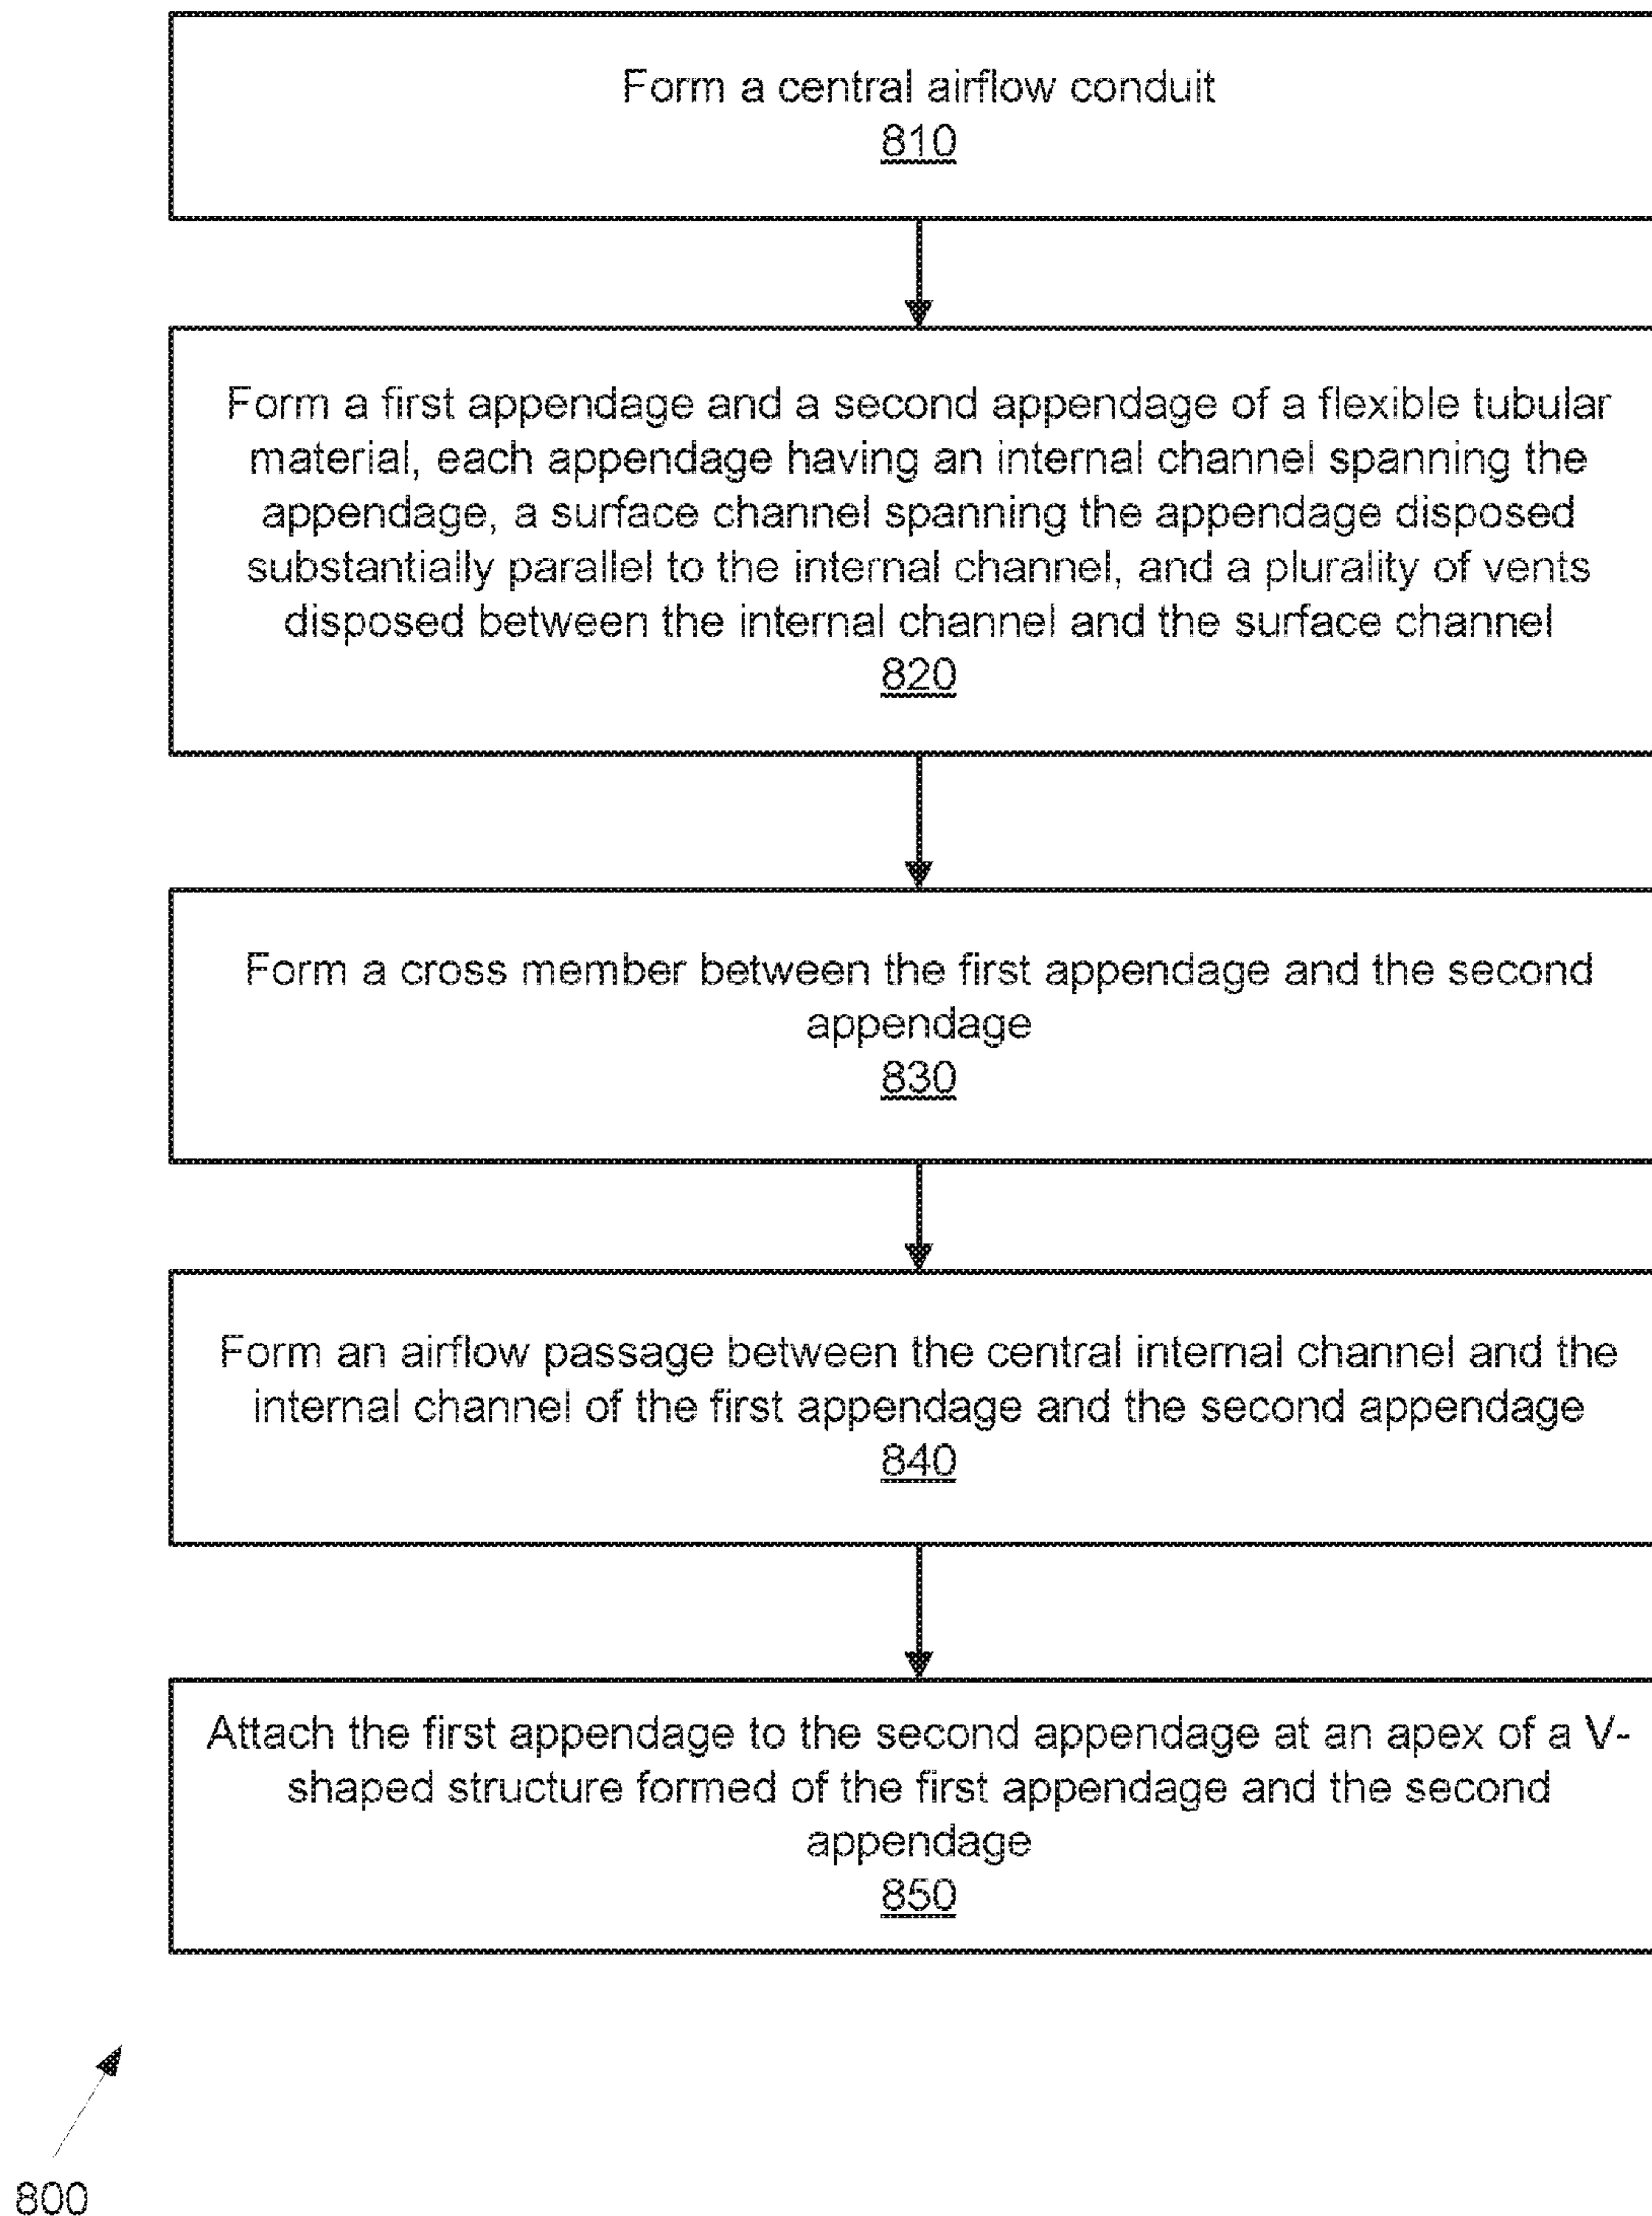 Form a central airflow conduit
810
Form a first appendage and a second appendage of a flexible tubular
material, each appendage having an internal channel spanning the
appendage, a surface channel spanning the appendage disposed
substantially parallel to the internal channel, and a plurality of vents
disposed between the internal channel and the surface channel
820
Form a cross member between the first appendage and the second
appendage
830
Form an airflow passage between the central internal channel and the
internal channel of the first appendage and the second appendage
840
Attach the first appendage to the second appendage at an apex of a V-
shaped structure formed of the first appendage and the second
appendage
850
800